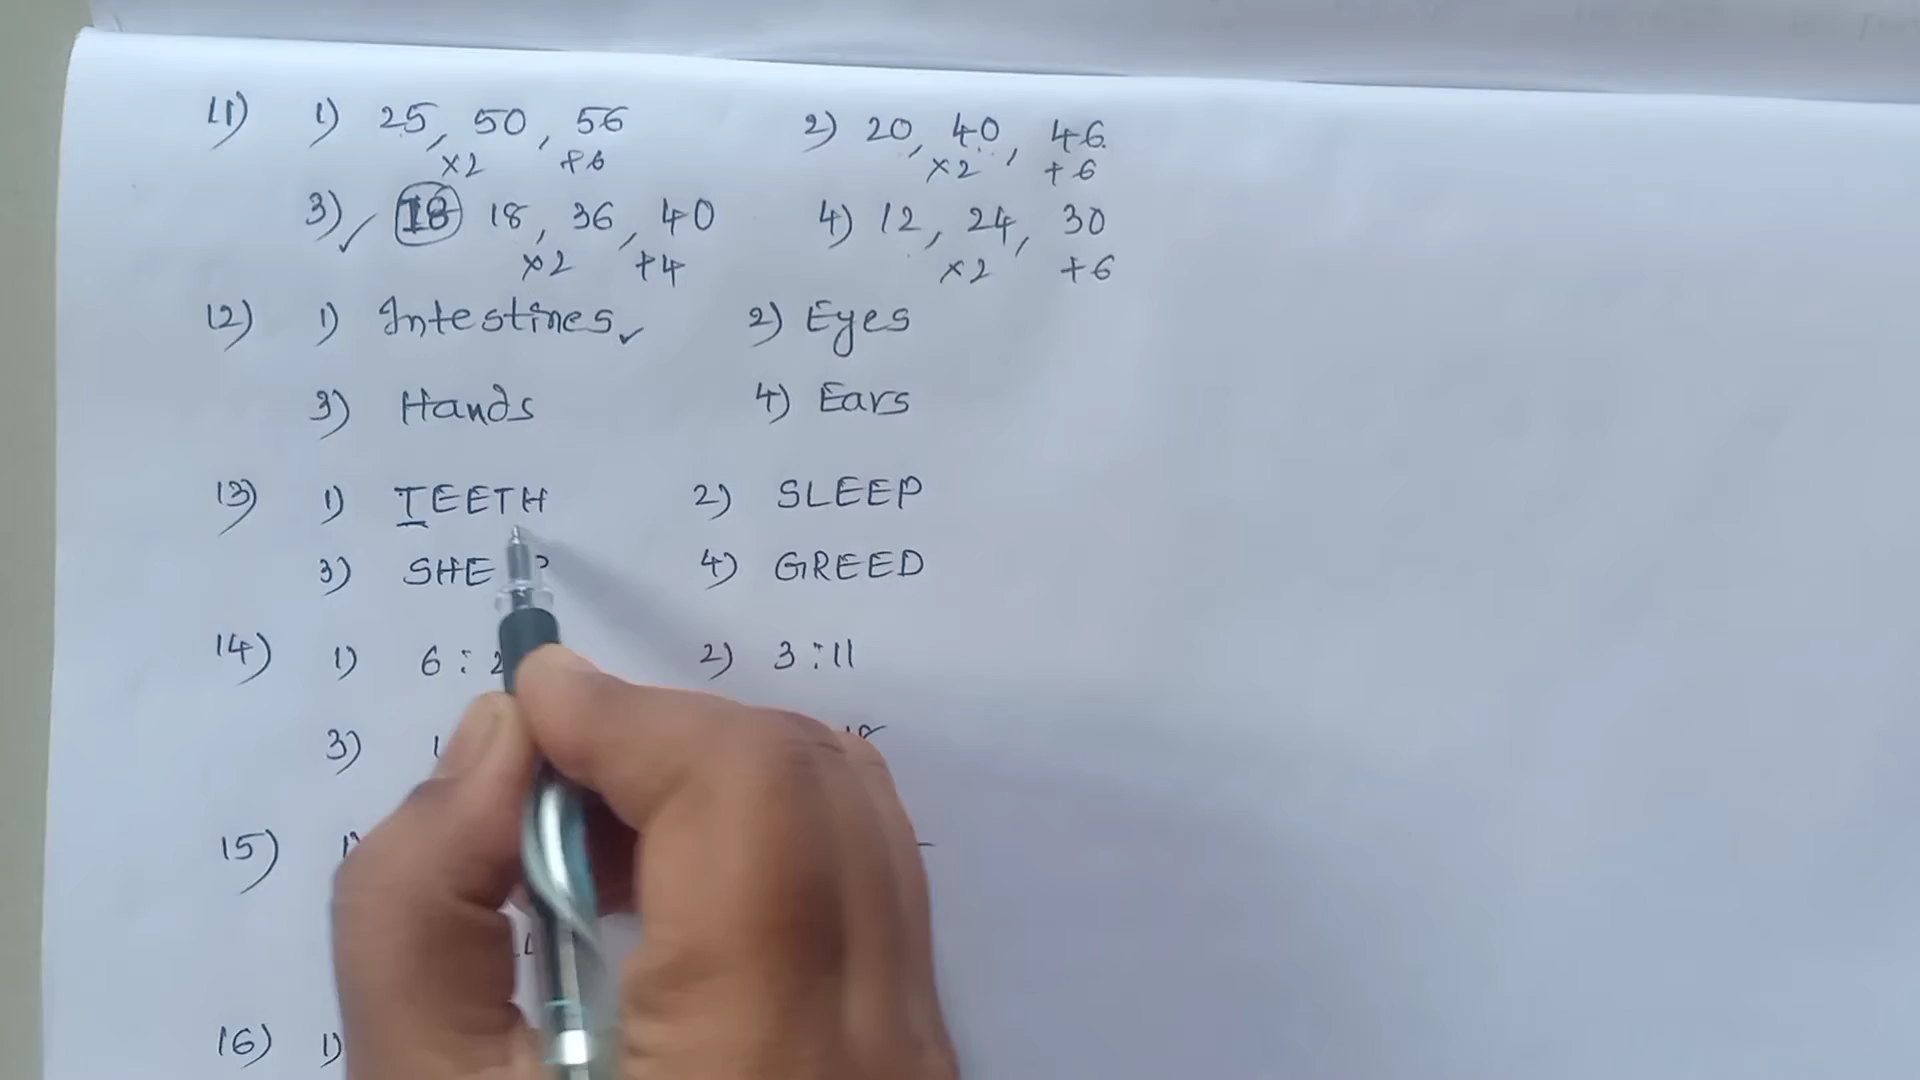 11) 1) 25, 50, 56 2) 20, 40, 46
×2 +6 ×2 +6
3) ✓ 18 18, 36, 40 4) 12, 24, 30
×2 +4 ×2 +6
12) 1) Intestines ✓ 2) Eyes
3) Hands 4) Ears
13) 1) TEETH 2) SLEEP
3) 4) GREED
14) 1) 6 : 2 2) 3 : 11
3)
15)
16) 1)